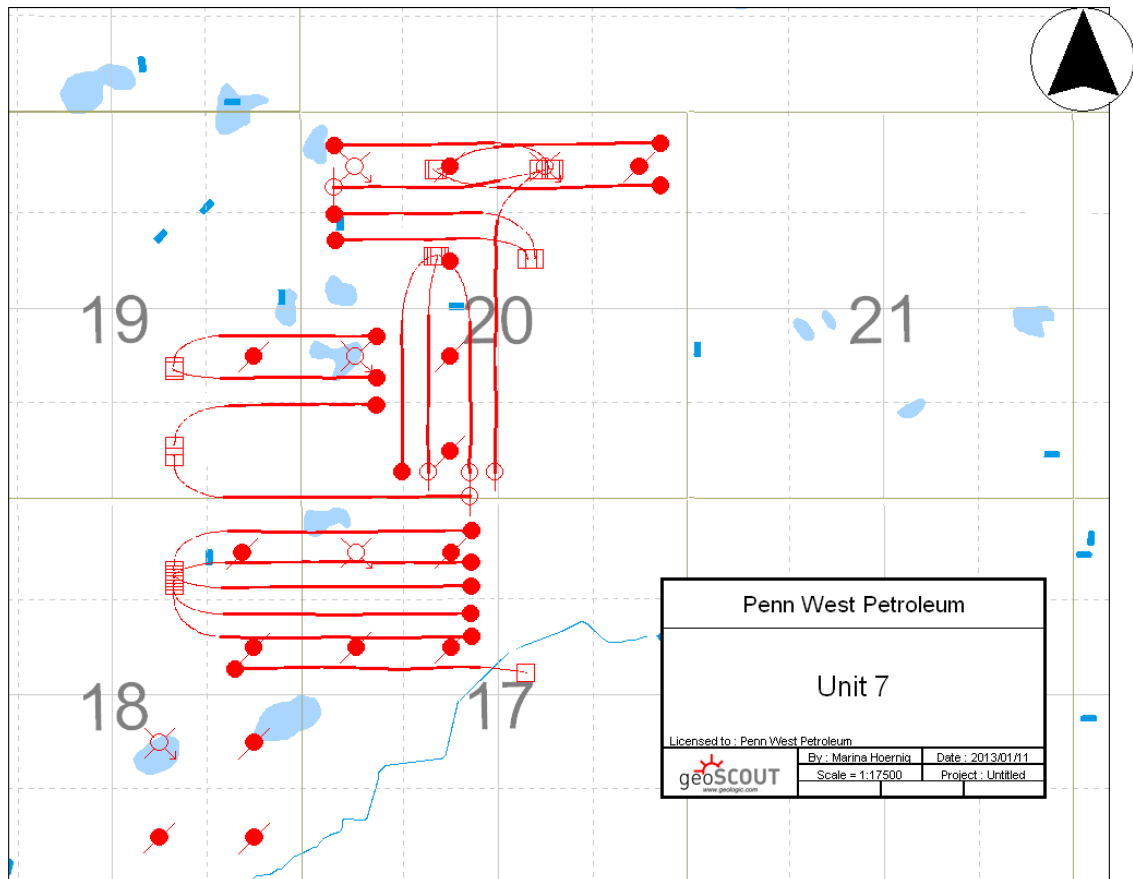 19
20
21
18
17
Penn West Petroleum
Unit 7
Licensed to : Penn West Petroleum
geoSCOUT
www.geologic.com
By : Marina Hoernig
Date : 2013/01/11
Scale = 1:17500
Project : Untitled